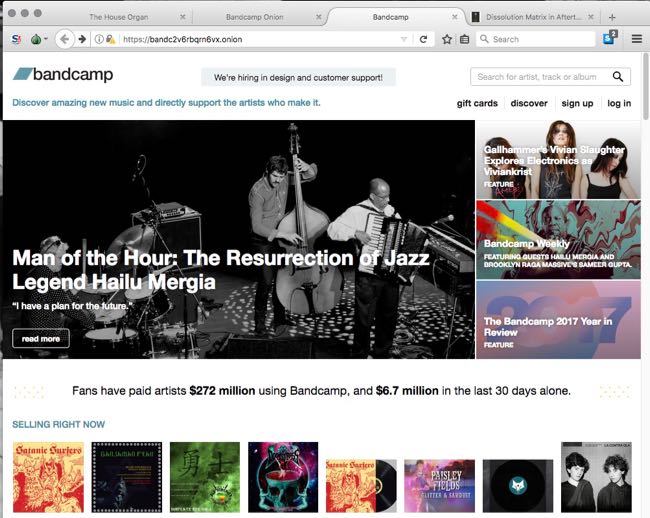 The House Organ
Bandcamp Onion
Bandcamp
Dissolution Matrix in Aftert...
https://bandc2v6rbqrn6vx.onion
Search
2
bandcamp
We're hiring in design and customer support!
Search for artist, track or album
Discover amazing new music and directly support the artists who make it.
gift cards
discover
sign up
log in
Man of the Hour: The Resurrection of Jazz
Legend Hailu Mergia
"I have a plan for the future."
read more
Gallhammer's Vivian Slaughter
Explores Electronics as
Viviankrist
FEATURE
Bandcamp Weekly
FEATURING GUESTS HAILU MERGIA AND
BROOKLYN RAGA MASSIVE'S SAMEER GUPTA.
2017
The Bandcamp 2017 Year in
Review
FEATURE
Fans have paid artists $272 million using Bandcamp, and $6.7 million in the last 30 days alone.
SELLING RIGHT NOW
Satanic Surfers
Satanic Surfers
PAISLEY
FIELDS
GLITTER & SAWDUST
LA CONTRA OLA